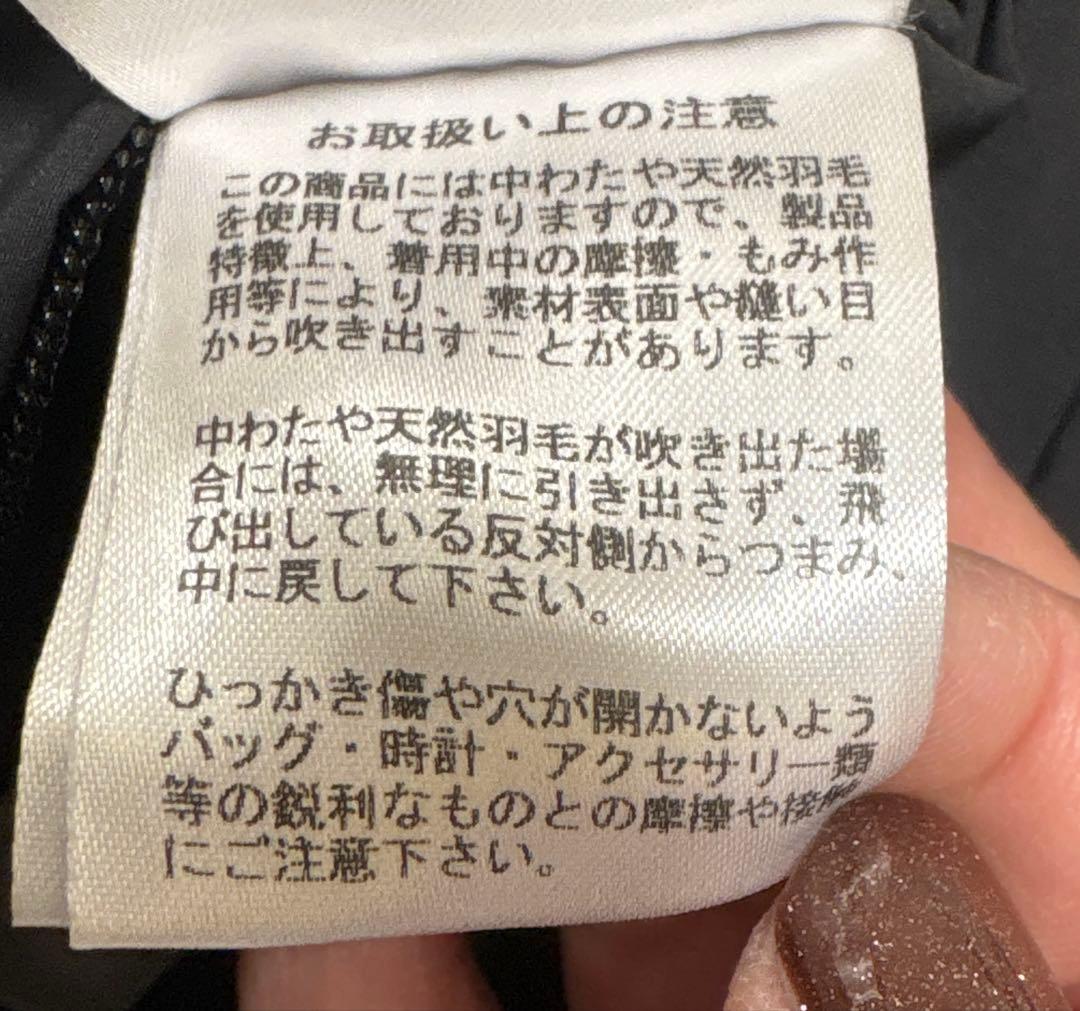 お取扱い上の注意
この商品には中わたや天然羽毛
を使用しておりますので、製品
特徴上、着用中の摩擦・もみ作
用等により、素材表面や縫い目
から吹き出すことがあります。
中わたや天然羽毛が吹き出た場
合には、無理に引き出さず、飛
び出している反対側からつまみ、
中に戻して下さい。
ひっかき傷や穴が開かないよう
バッグ・時計・アクセサリー類
等の鋭利なものとの摩擦や接触
にご注意下さい。